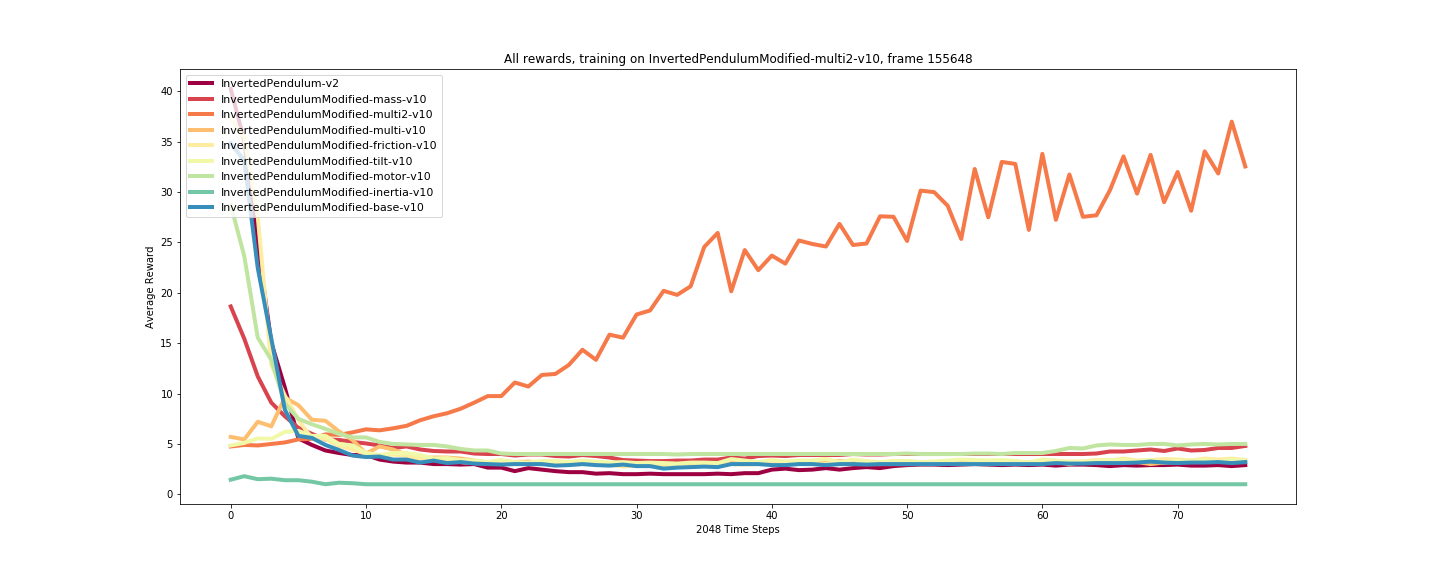 All rewards, training on InvertedPendulumModified-multi2-v10, frame 155648
InvertedPendulum-v2
InvertedPendulumModified-mass-v10
InvertedPendulumModified-multi2-v10
InvertedPendulumModified-multi-v10
InvertedPendulumModified-friction-v10
InvertedPendulumModified-tilt-v10
InvertedPendulumModified-motor-v10
InvertedPendulumModified-inertia-v10
InvertedPendulumModified-base-v10
40
35
30
25
20
15
10
5
0
Average Reward
0 10 20 30 40 50 60 70
2048 Time Steps